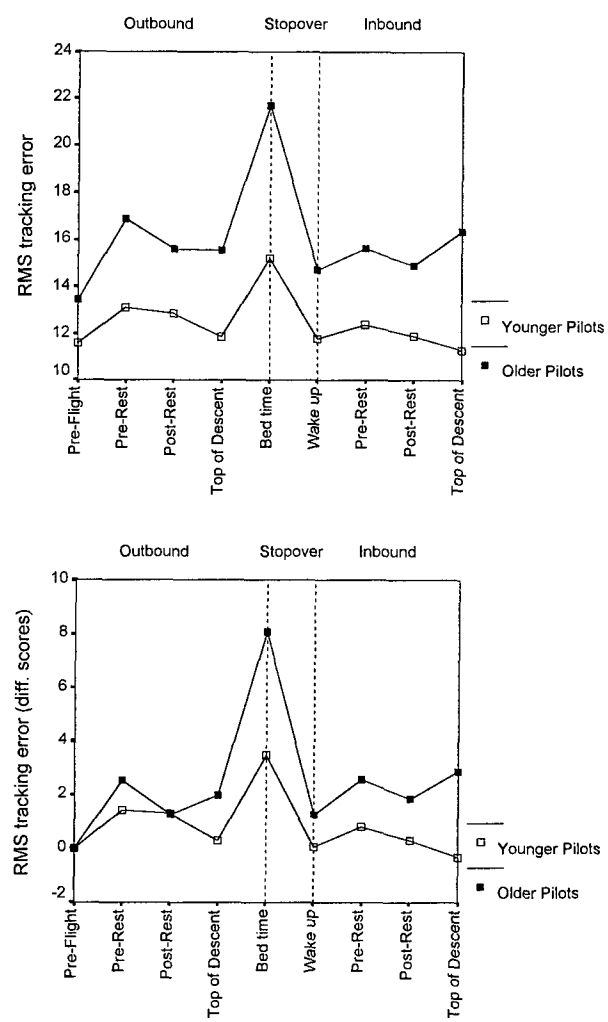 Outbound Stopover Inbound
24
22
20
18
16
14
12
10
RMS tracking error
Pre-Flight
Pre-Rest
Post-Rest
Top of Descent
Bed time
Wake up
Pre-Rest
Post-Rest
Top of Descent
Younger Pilots
Older Pilots
Outbound Stopover Inbound
10
8
6
4
2
0
-2
RMS tracking error (diff. scores)
Pre-Flight
Pre-Rest
Post-Rest
Top of Descent
Bed time
Wake up
Pre-Rest
Post-Rest
Top of Descent
Younger Pilots
Older Pilots